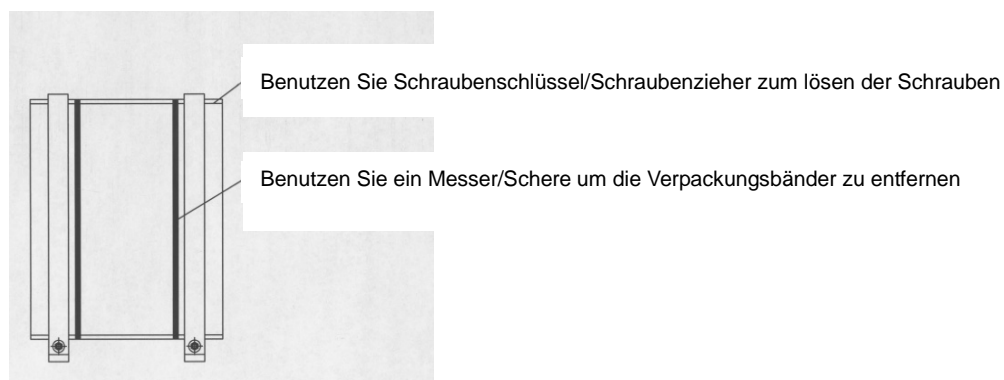 Benutzen Sie Schraubenschlüssel/Schraubenzieher zum lösen der Schrauben
Benutzen Sie ein Messer/Schere um die Verpackungsbänder zu entfernen